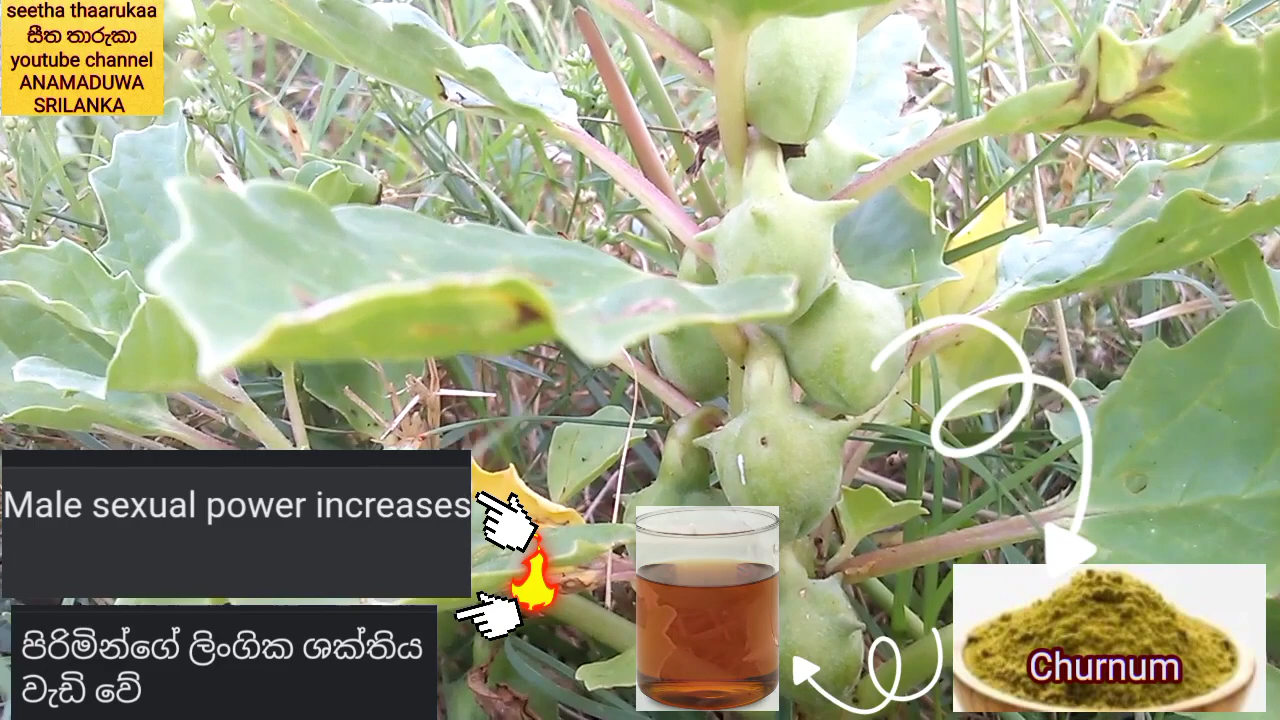 seetha thaarukaa
සීත තාරුකා
youtube channel
ANAMADUWA
SRILANKA
Male sexual power increases
පිරිමින්ගේ ලිංගික ශක්තිය
වැඩි වේ
Churnum